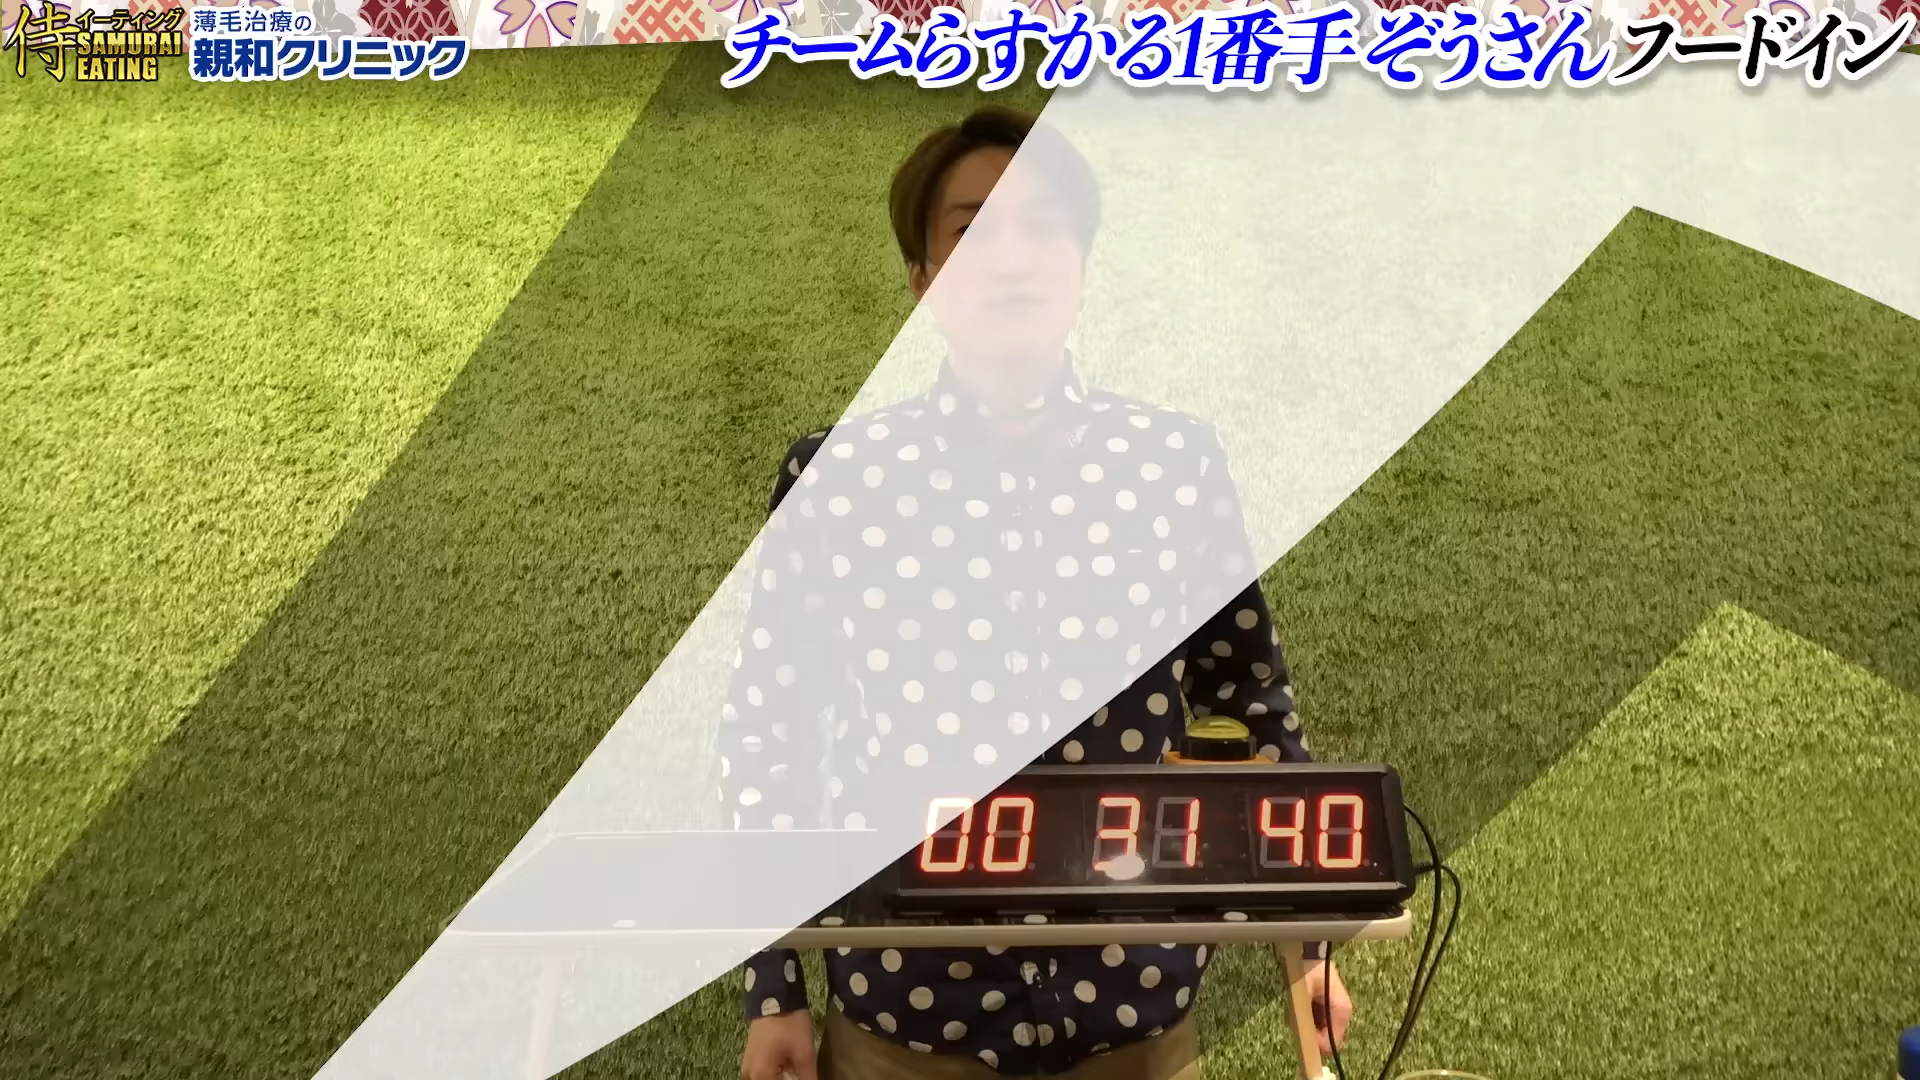 侍
イーティング
SAMURAI
EATING
薄毛治療の
親和クリニック
チームらすかる1番手 ぞうさん フードイン
00 31 40